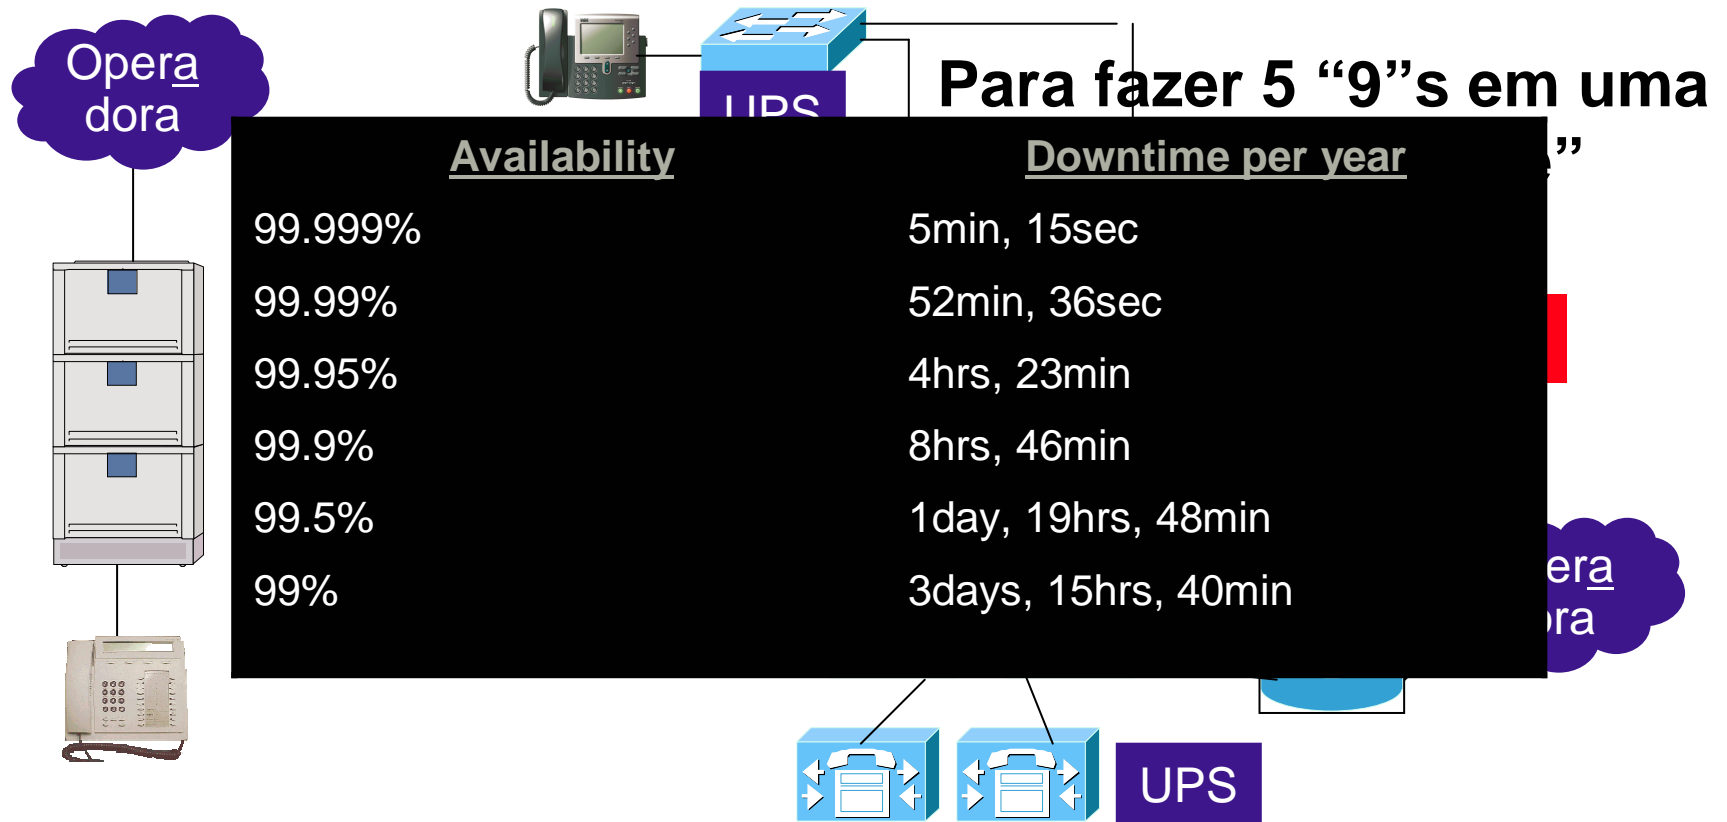 Opera
dora
UPS
Para fazer 5 “9”s em uma
”
Availability Downtime per year
99.999% 5min, 15sec
99.99% 52min, 36sec
99.95% 4hrs, 23min
99.9% 8hrs, 46min
99.5% 1day, 19hrs, 48min
99% 3days, 15hrs, 40min
era
ra
UPS